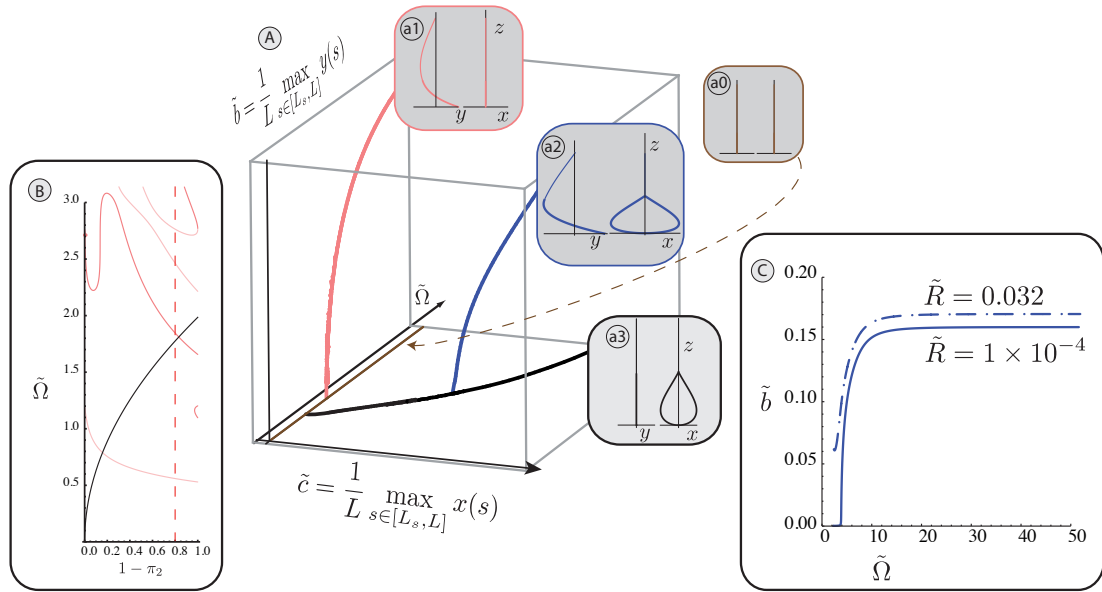 A
b̃ = 1/L max s∈[L_s,L] y(s)
a1
z
y
x
a0
a2
z
y
x
Ω̃
a3
z
y
x
c̃ = 1/L max s∈[L_s,L] x(s)
B
3.0
2.5
2.0
1.5
1.0
0.5
Ω̃
0.0 0.2 0.4 0.6 0.8 1.0
1 − π₂
C
0.20
0.15
0.10
0.05
0.00
b̃
R̃ = 0.032
R̃ = 1 × 10⁻⁴
0 10 20 30 40 50
Ω̃